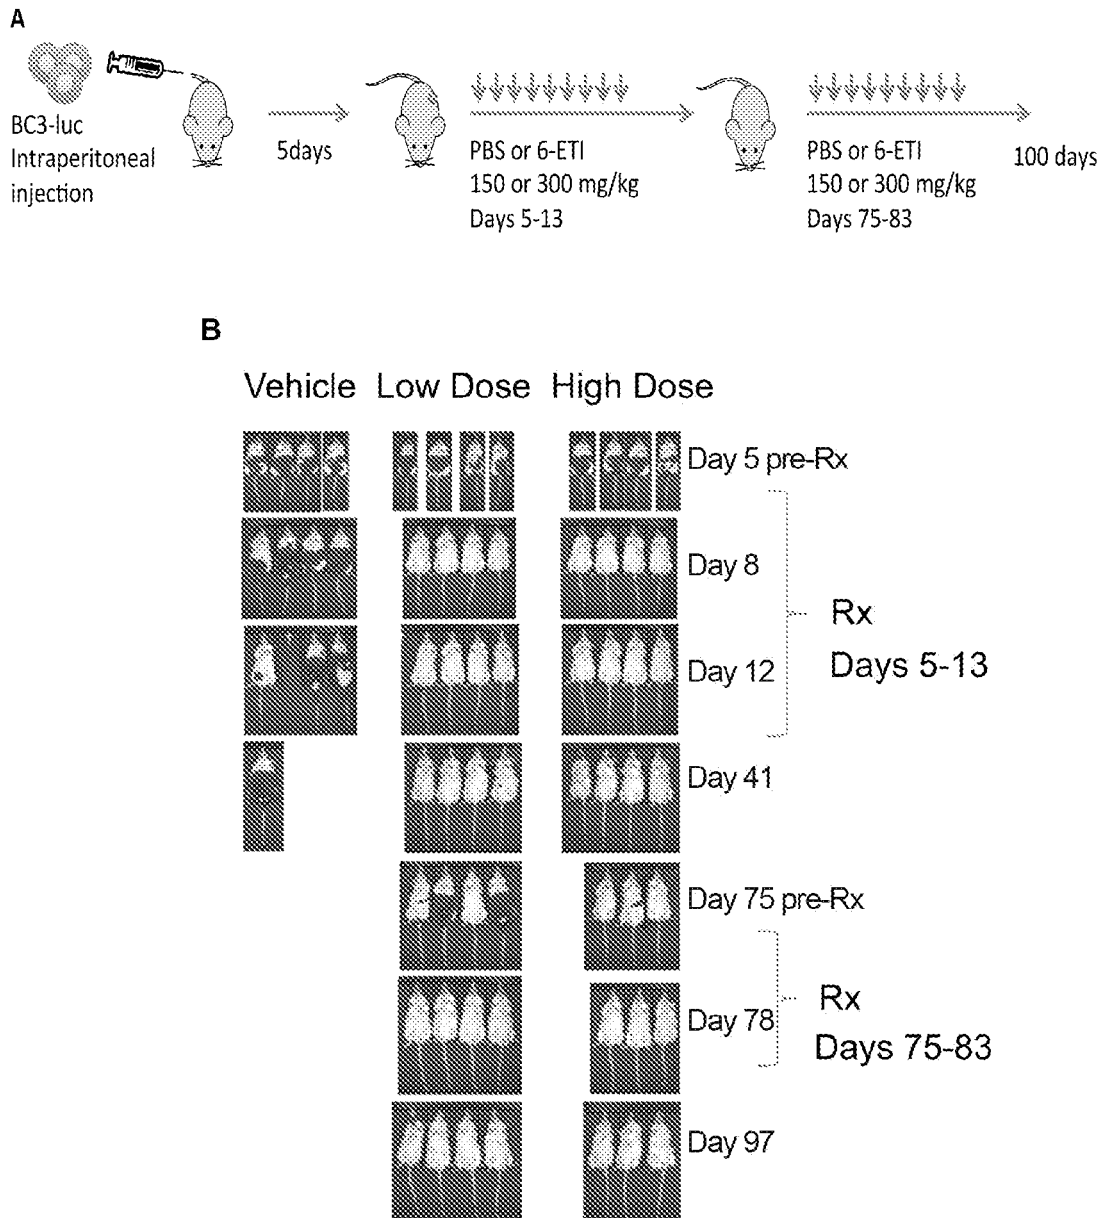 A
BC3-luc
Intraperitoneal
injection
5days
PBS or 6-ETI
150 or 300 mg/kg
Days 5-13
PBS or 6-ETI
150 or 300 mg/kg
Days 75-83
100 days
B
Vehicle Low Dose High Dose
Day 5 pre-Rx
Day 8
Rx
Days 5-13
Day 12
Day 41
Day 75 pre-Rx
Rx
Day 78
Days 75-83
Day 97